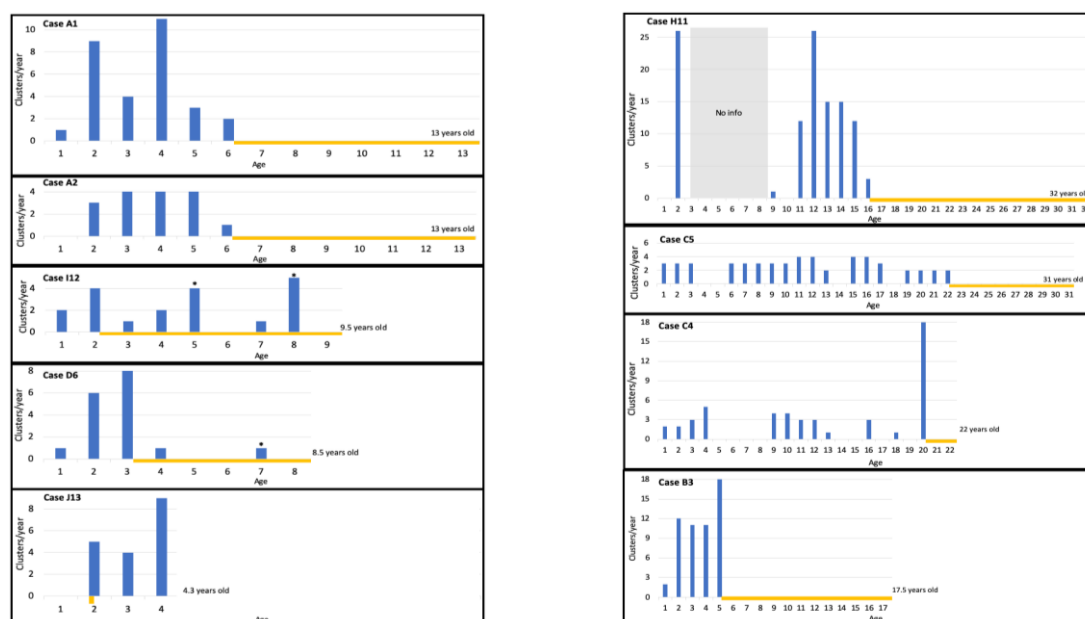 Case A1
10
8
6
4
2
0
Clusters/year
13 years old
1 2 3 4 5 6 7 8 9 10 11 12 13
Age
Case A2
4
2
0
Clusters/year
13 years old
1 2 3 4 5 6 7 8 9 10 11 12 13
Age
Case I12
4
2
0
Clusters/year
*
*
9.5 years old
1 2 3 4 5 6 7 8 9
Age
Case D6
8
6
4
2
0
Clusters/year
*
8.5 years old
1 2 3 4 5 6 7 8
Age
Case J13
8
6
4
2
0
Clusters/year
4.3 years old
1 2 3 4
Age
Case H11
25
20
15
10
5
0
Clusters/year
No info
32 years ol
1 2 3 4 5 6 7 8 9 10 11 12 13 14 15 16 17 18 19 20 21 22 23 24 25 26 27 28 29 30 31
Age
Case C5
6
4
2
0
Clusters/year
31 years old
1 2 3 4 5 6 7 8 9 10 11 12 13 14 15 16 17 18 19 20 21 22 23 24 25 26 27 28 29 30 31
Age
Case C4
18
15
12
9
6
3
0
Clusters/year
22 years old
1 2 3 4 5 6 7 8 9 10 11 12 13 14 15 16 17 18 19 20 21 22
Age
Case B3
18
15
12
9
6
3
0
Clusters/year
17.5 years old
1 2 3 4 5 6 7 8 9 10 11 12 13 14 15 16 17
Age